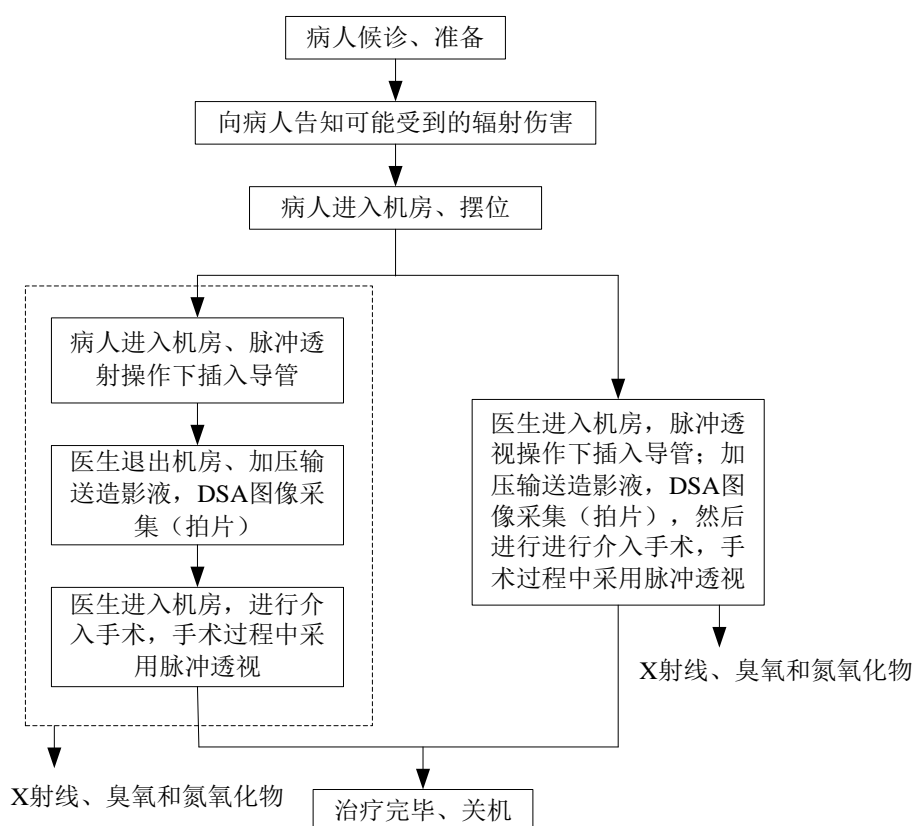 病人候诊、准备
向病人告知可能受到的辐射伤害
病人进入机房、摆位
病人进入机房、脉冲透
射操作下插入导管
医生退出机房、加压输
送造影液，DSA图像采
集（拍片）
医生进入机房，进行介
入手术，手术过程中采
用脉冲透视
X射线、臭氧和氮氧化物
医生进入机房，脉冲透
视操作下插入导管；加
压输送造影液，DSA图
像采集（拍片），然后
进行进行介入手术，手
术过程中采用脉冲透视
X射线、臭氧和氮氧化物
治疗完毕、关机